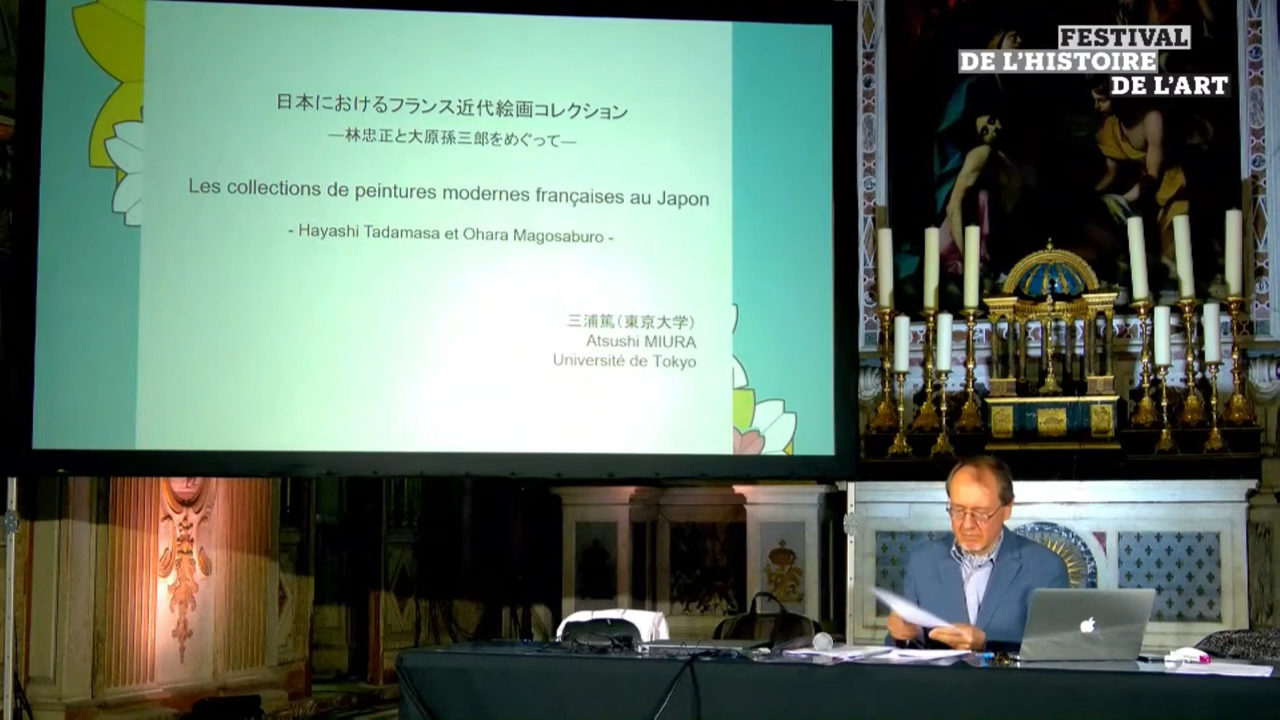 日本におけるフランス近代絵画コレクション
―林忠正と大原孫三郎をめぐって―
Les collections de peintures modernes françaises au Japon
- Hayashi Tadamasa et Ohara Magosaburo -
三浦篤（東京大学）
Atsushi MIURA
Université de Tokyo
FESTIVAL
DE L'HISTOIRE
DE L'ART